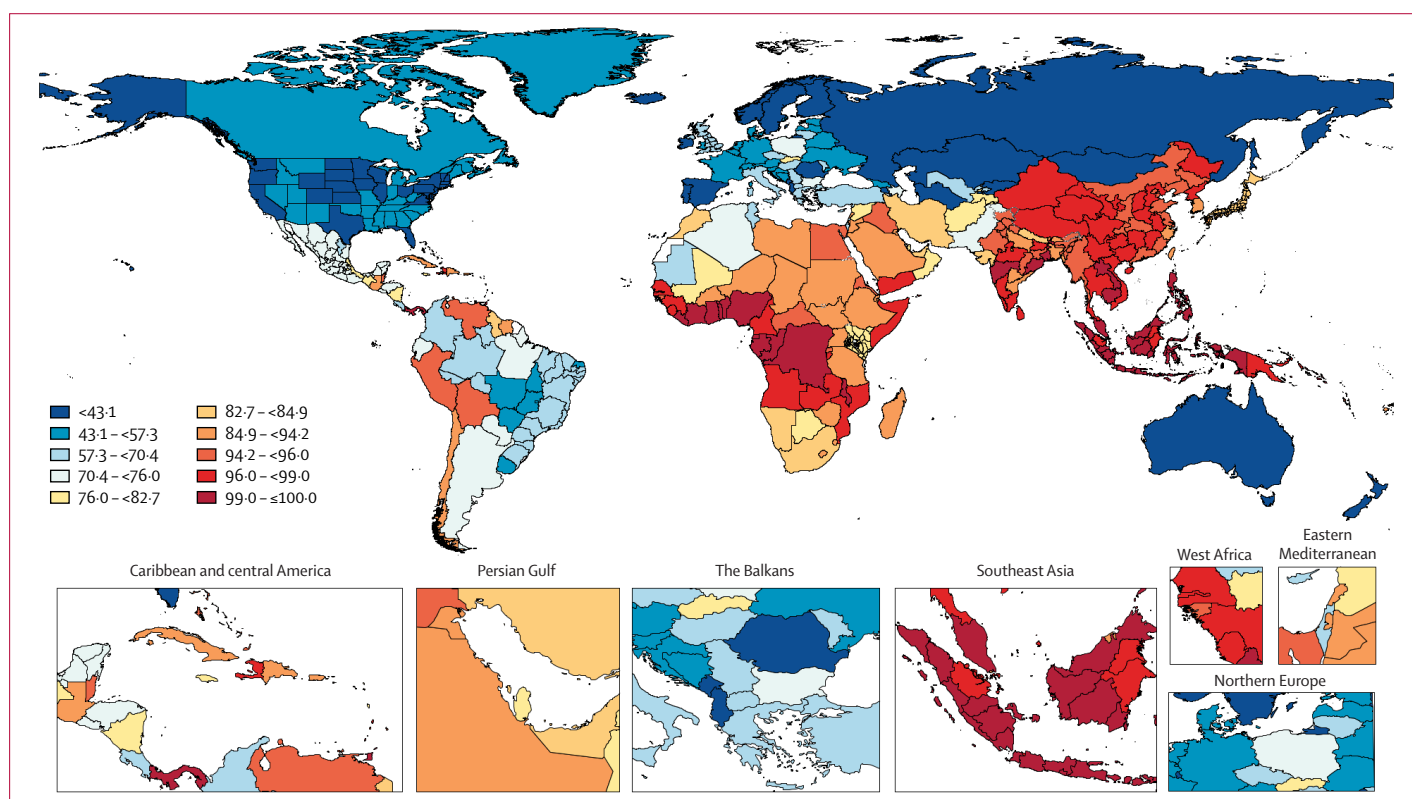 <43·1
43·1 – <57·3
57·3 – <70·4
70·4 – <76·0
76·0 – <82·7
82·7 – <84·9
84·9 – <94·2
94·2 – <96·0
96·0 – <99·0
99·0 – ≤100·0
Caribbean and central America
Persian Gulf
The Balkans
Southeast Asia
West Africa
Eastern
Mediterranean
Northern Europe